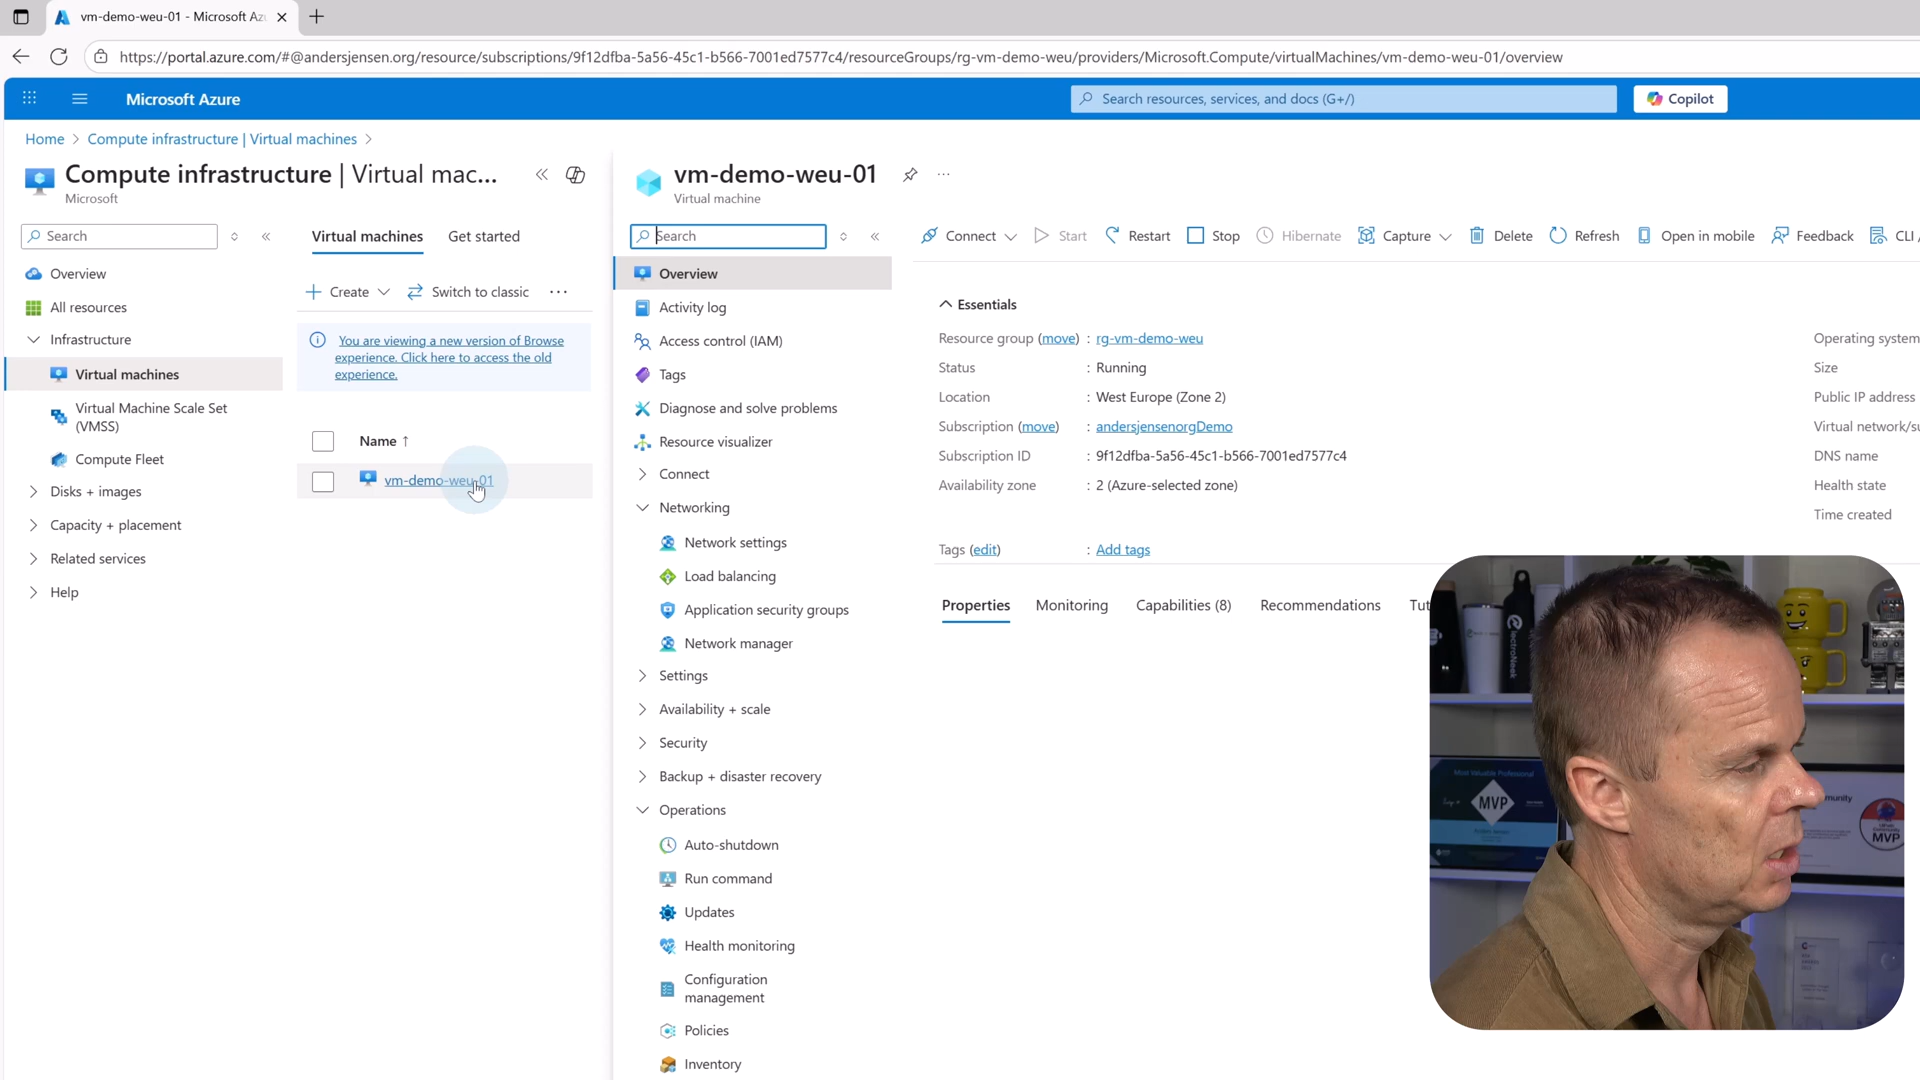 vm-demo-weu-01 - Microsoft Az
https://portal.azure.com/#@andersjensen.org/resource/subscriptions/9f12dfba-5a56-45c1-b566-7001ed7577c4/resourceGroups/rg-vm-demo-weu/providers/Microsoft.Compute/virtualMachines/vm-demo-weu-01/overview
Microsoft Azure
Search resources, services, and docs (G+/)
Copilot
Home > Compute infrastructure | Virtual machines >
Compute infrastructure | Virtual mac...
Microsoft
Search
Overview
All resources
Infrastructure
Virtual machines
Virtual Machine Scale Set
(VMSS)
Compute Fleet
Disks + images
Capacity + placement
Related services
Help
Virtual machines
Get started
Create
Switch to classic
...
You are viewing a new version of Browse
experience. Click here to access the old
experience.
Name ↑
vm-demo-weu-01
vm-demo-weu-01
...
Virtual machine
Search
Overview
Activity log
Access control (IAM)
Tags
Diagnose and solve problems
Resource visualizer
Connect
Networking
Network settings
Load balancing
Application security groups
Network manager
Settings
Availability + scale
Security
Backup + disaster recovery
Operations
Auto-shutdown
Run command
Updates
Health monitoring
Configuration
management
Policies
Inventory
Connect
Start
Restart
Stop
Hibernate
Capture
Delete
Refresh
Open in mobile
Feedback
CLI /
Essentials
Resource group (move) : rg-vm-demo-weu
Status : Running
Location : West Europe (Zone 2)
Subscription (move) : andersjensenorgDemo
Subscription ID : 9f12dfba-5a56-45c1-b566-7001ed7577c4
Availability zone : 2 (Azure-selected zone)
Tags (edit) : Add tags
Operating system
Size
Public IP address
Virtual network/su
DNS name
Health state
Time created
Properties
Monitoring
Capabilities (8)
Recommendations
Tut
ElectroNeek
Most Valuable Professional
MVP
MVP